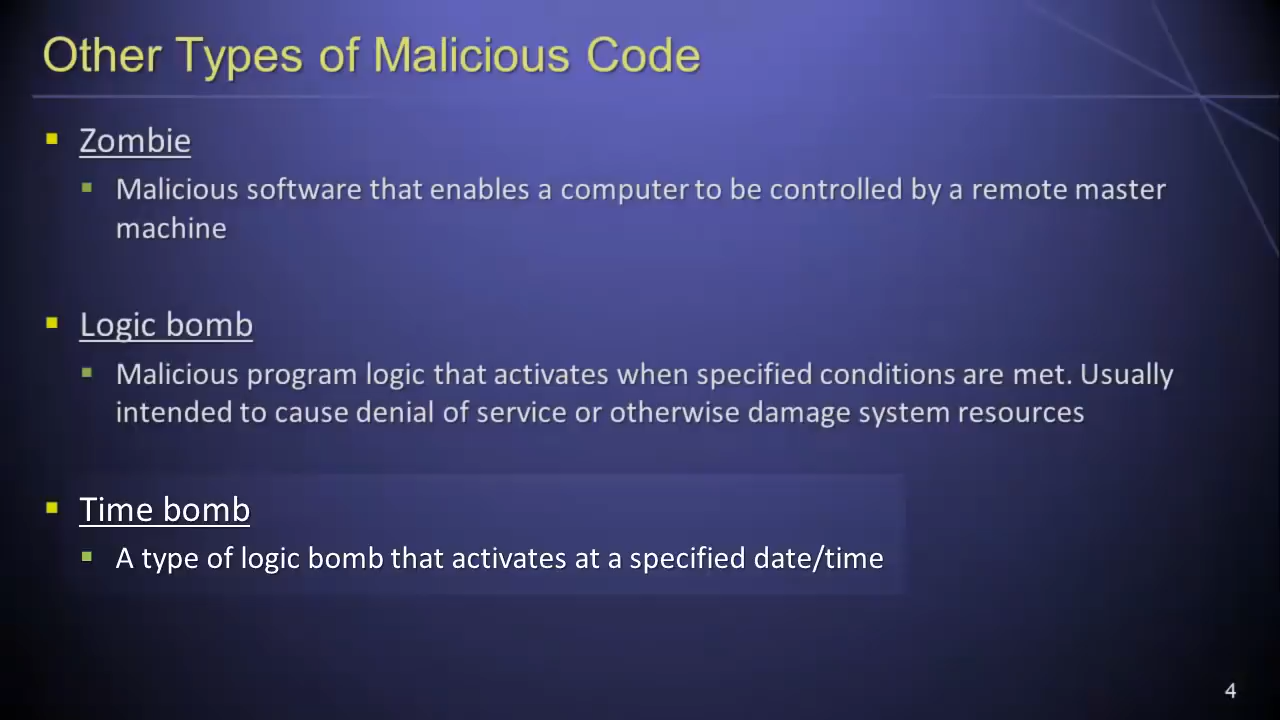 Other Types of Malicious Code
Zombie
Malicious software that enables a computer to be controlled by a remote master
machine
Logic bomb
Malicious program logic that activates when specified conditions are met. Usually
intended to cause denial of service or otherwise damage system resources
Time bomb
A type of logic bomb that activates at a specified date/time
4